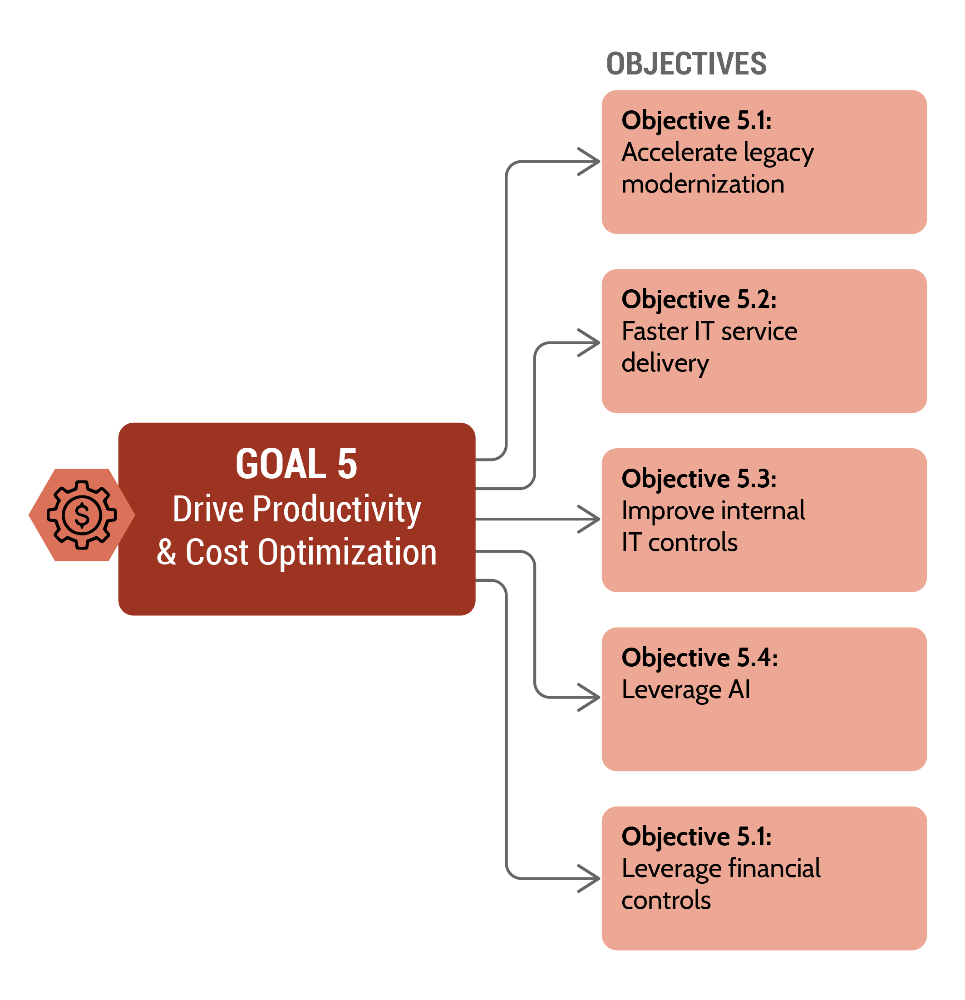 OBJECTIVES
Objective 5.1:
Accelerate legacy
modernization
Objective 5.2:
Faster IT service
delivery
GOAL 5
Drive Productivity
& Cost Optimization
$
Objective 5.3:
Improve internal
IT controls
Objective 5.4:
Leverage AI
Objective 5.1:
Leverage financial
controls